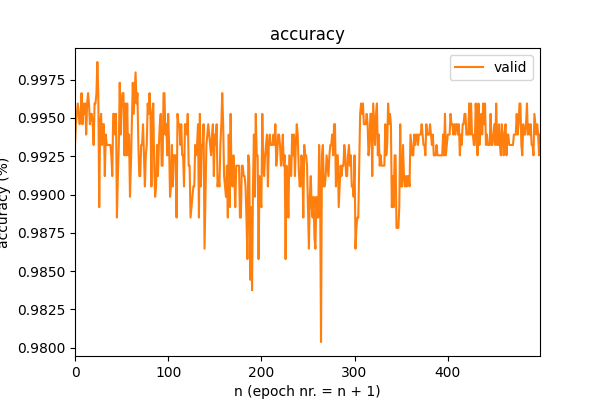 accuracy
valid
0.9975
0.9950
0.9925
0.9900
0.9875
0.9850
0.9825
0.9800
accuracy (%)
0 100 200 300 400
n (epoch nr. = n + 1)